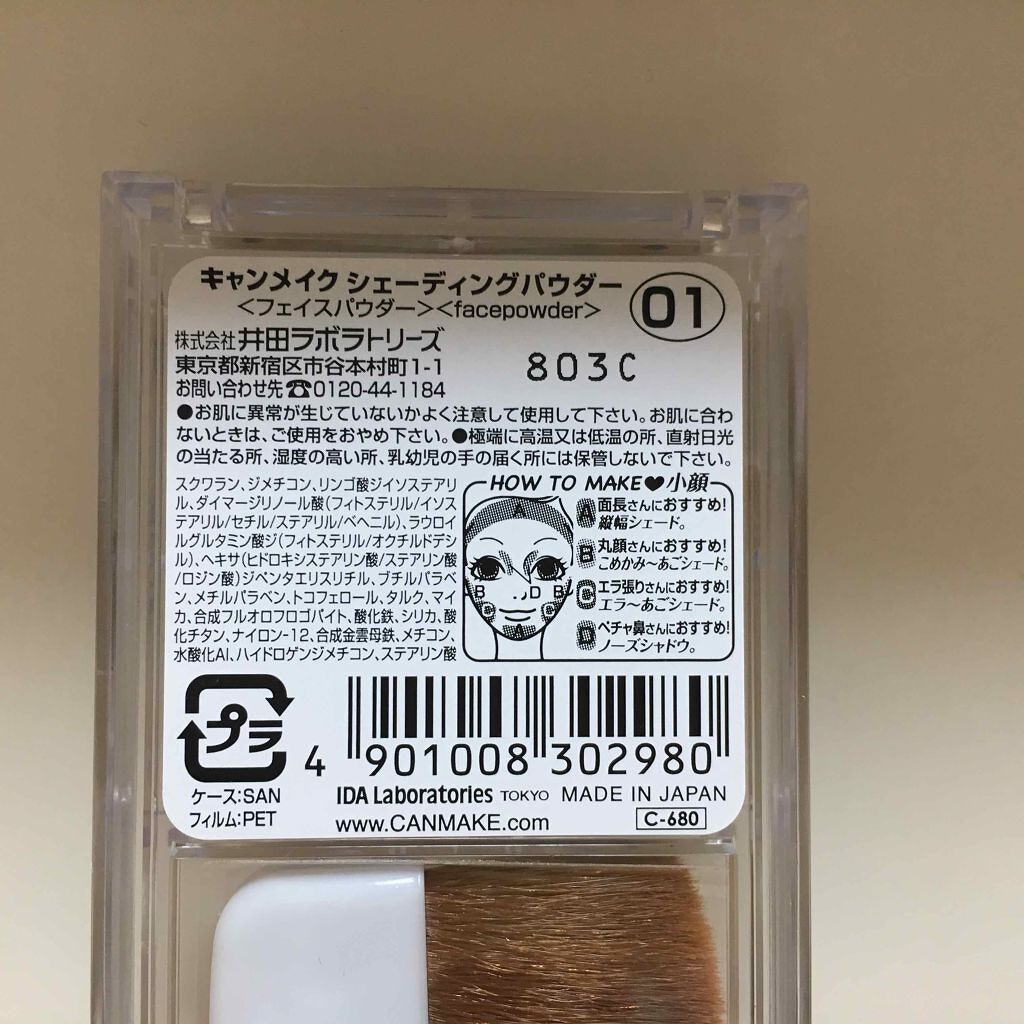 キャンメイク シェーディングパウダー
<フェイスパウダー><facepowder>
01
株式会社井田ラボラトリーズ
東京都新宿区市谷本村町1-1
お問い合わせ先☎0120-44-1184
803C
●お肌に異常が生じていないかよく注意して使用して下さい。お肌に合わ
ないときは、ご使用をおやめ下さい。●極端に高温又は低温の所、直射日光
の当たる所、湿度の高い所、乳幼児の手の届く所には保管しないで下さい。
スクワラン、ジメチコン、リンゴ酸ジイソステアリ
ル、ダイマージリノール酸(フィトステリル/イソス
テアリル/セチル/ステアリル/ベヘニル)、ラウロイ
ルグルタミン酸ジ(フィトステリル/オクチルドデシ
ル)、ヘキサ(ヒドロキシステアリン酸/ステアリン酸
/ロジン酸)ジペンタエリスリチル、ブチルパラベ
ン、メチルパラベン、トコフェロール、タルク、マイ
カ、合成フルオロフロゴパイト、酸化鉄、シリカ、酸
化チタン、ナイロン-12、合成金雲母鉄、メチコン、
水酸化Al、ハイドロゲンジメチコン、ステアリン酸
HOW TO MAKE♥小顔
A
B
D
B
C
C
A
A 面長さんにおすすめ!
縦幅シェード。
B 丸顔さんにおすすめ!
こめかみ〜あごシェード。
C エラ張りさんにおすすめ!
エラ〜あごシェード。
D ペチャ鼻さんにおすすめ!
ノーズシャドウ。
プラ
ケース:SAN
フィルム:PET
4 901008 302980
IDA Laboratories TOKYO MADE IN JAPAN
www.CANMAKE.com
C-680